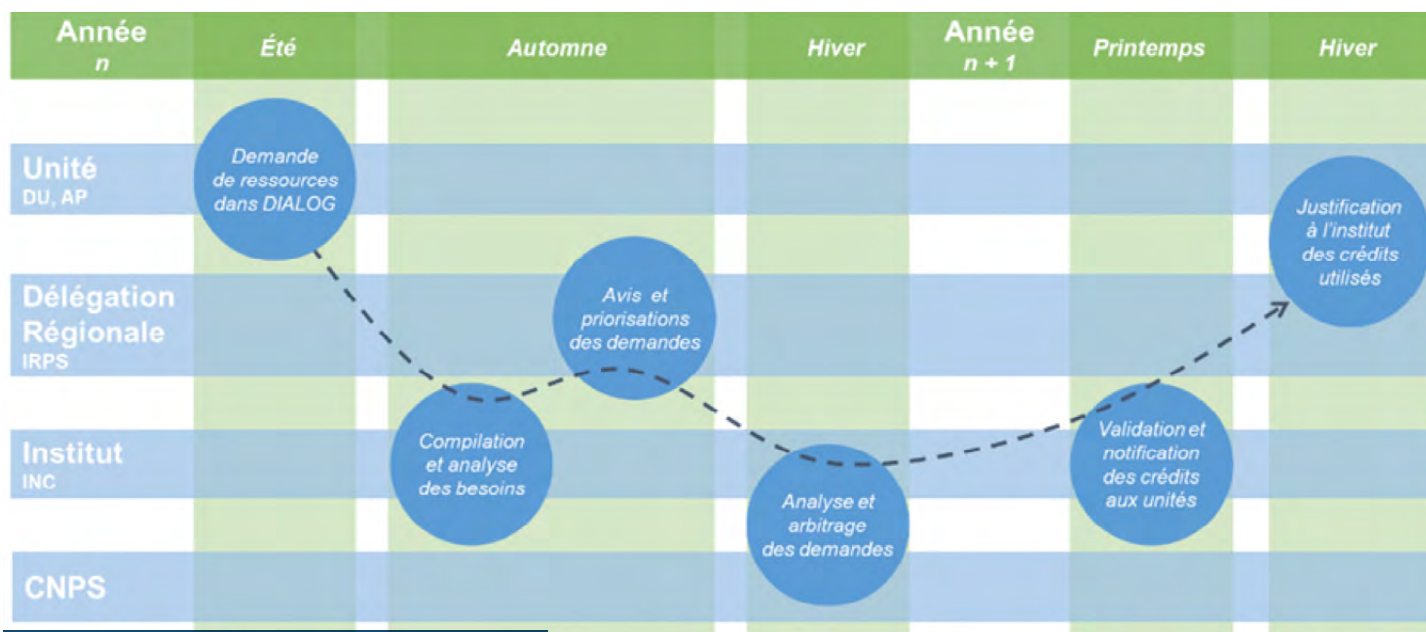 Année
n
Été
Automne
Hiver
Année
n + 1
Printemps
Hiver
Unité
DU, AP
Demande
de ressources
dans DIALOG
Justification
à l'institut
des crédits
utilisés
Délégation
Régionale
IRPS
Avis et
priorisations
des demandes
Institut
INC
Compilation
et analyse
des besoins
Validation et
notification
des crédits
aux unités
Analyse et
arbitrage
des demandes
CNPS